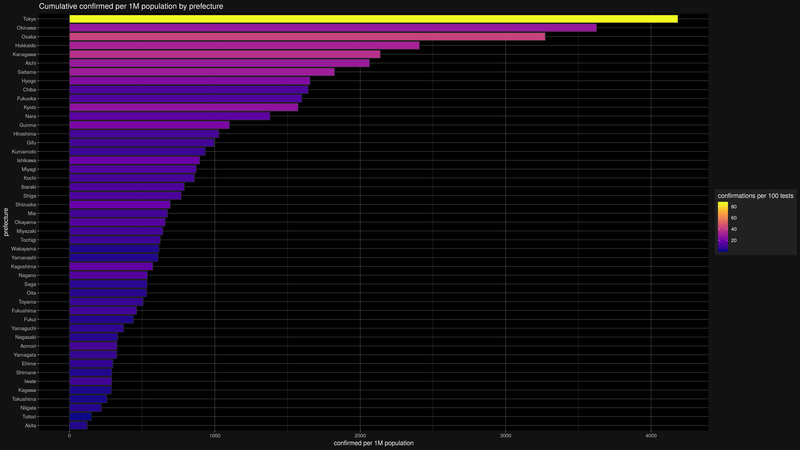 Cumulative confirmed per 1M population by prefecture
prefecture
Tokyo
Okinawa
Osaka
Hokkaido
Kanagawa
Aichi
Saitama
Hyogo
Chiba
Fukuoka
Kyoto
Nara
Gunma
Hiroshima
Gifu
Kumamoto
Ishikawa
Miyagi
Kochi
Ibaraki
Shiga
Shizuoka
Mie
Okayama
Miyazaki
Tochigi
Wakayama
Yamanashi
Kagoshima
Nagano
Saga
Oita
Toyama
Fukushima
Fukui
Yamaguchi
Nagasaki
Aomori
Yamagata
Ehime
Shimane
Iwate
Kagawa
Tokushima
Niigata
Tottori
Akita
0 1000 2000 3000 4000
confirmed per 1M population
confirmations per 100 tests
80
60
40
20